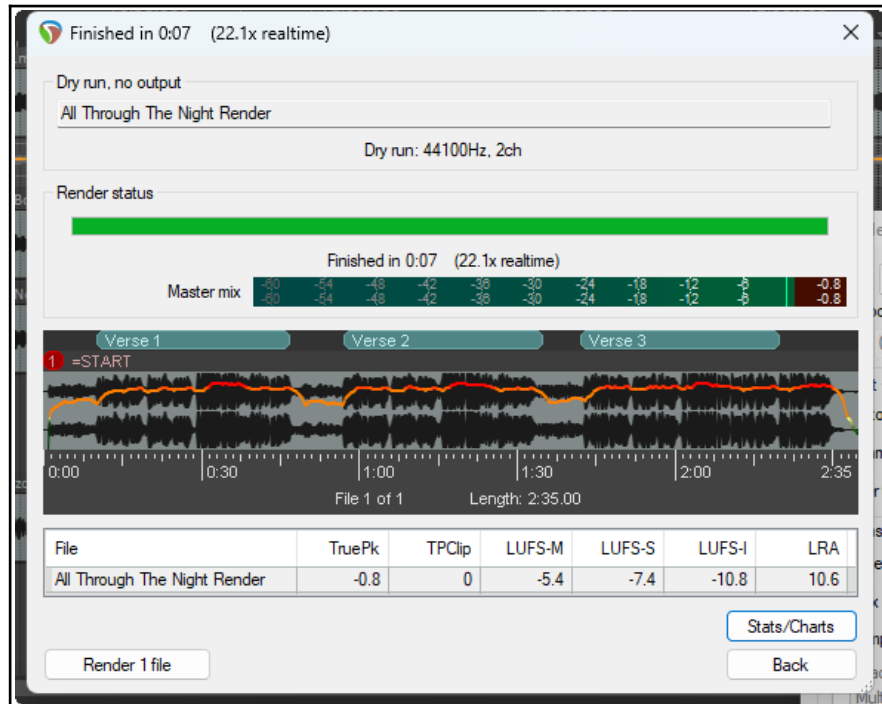 Finished in 0:07 (22.1x realtime)
Dry run, no output
All Through The Night Render
Dry run: 44100Hz, 2ch
Render status
Finished in 0:07 (22.1x realtime)
Master mix
-60 -54 -48 -42 -36 -30 -24 -18 -12 -6 -0.8
-60 -54 -48 -42 -36 -30 -24 -18 -12 -6 -0.8
Verse 1 Verse 2 Verse 3
1 =START
0:00 0:30 1:00 1:30 2:00 2:35
File 1 of 1 Length: 2:35.00
File TruePk TPClip LUFS-M LUFS-S LUFS-I LRA
All Through The Night Render -0.8 0 -5.4 -7.4 -10.8 10.6
Stats/Charts
Render 1 file Back